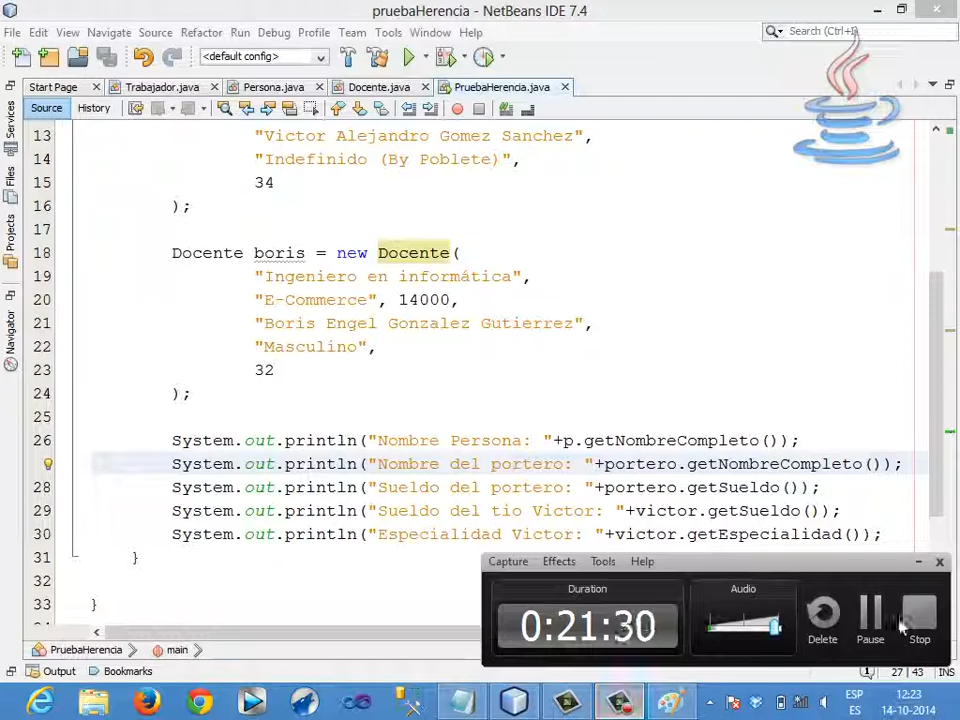 pruebaHerencia - NetBeans IDE 7.4
File Edit View Navigate Source Refactor Run Debug Profile Team Tools Window Help
Search (Ctrl+I)
<default config>
Start Page Trabajador.java Persona.java Docente.java PruebaHerencia.java
Source History
Services
Files
Projects
Navigator
13 "Victor Alejandro Gomez Sanchez",
14 "Indefinido (By Poblete)",
15 34
16 );
17
18 Docente boris = new Docente(
19 "Ingeniero en informática",
20 "E-Commerce", 14000,
21 "Boris Engel Gonzalez Gutierrez",
22 "Masculino",
23 32
24 );
25
26 System.out.println("Nombre Persona: "+p.getNombreCompleto());
System.out.println("Nombre del portero: "+portero.getNombreCompleto());
28 System.out.println("Sueldo del portero: "+portero.getSueldo());
29 System.out.println("Sueldo del tio Victor: "+victor.getSueldo());
30 System.out.println("Especialidad Victor: "+victor.getEspecialidad());
31 }
32
33 }
Capture Effects Tools Help
Duration Audio
0:21:30
Delete Pause Stop
PruebaHerencia main
Output Bookmarks 27 / 43 INS
ESP 12:23
ES 14-10-2014